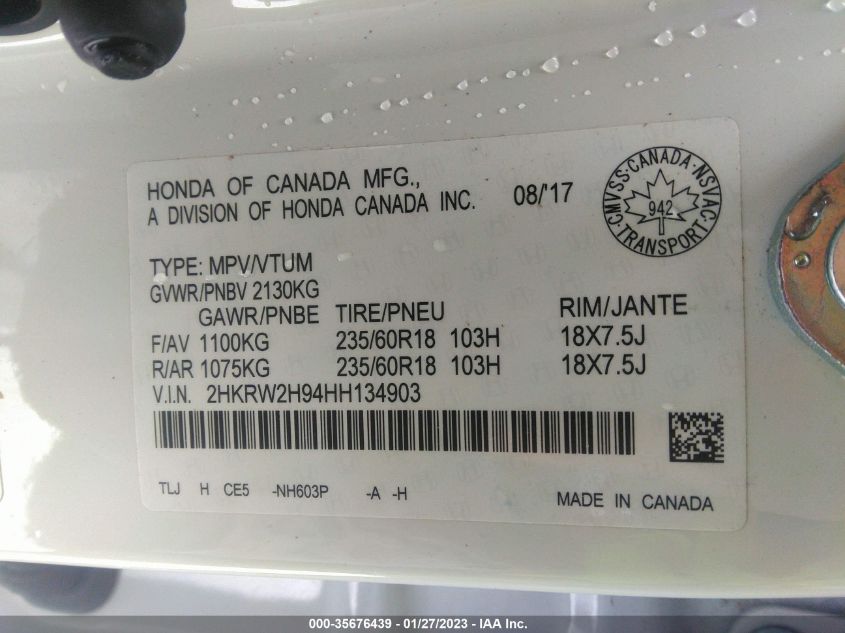 HONDA OF CANADA MFG.,
A DIVISION OF HONDA CANADA INC.
08/'17
CMVSS·CANADA·NSVAC
942
TRANSPORT
TYPE: MPV/VTUM
GVWR/PNBV 2130KG
GAWR/PNBE TIRE/PNEU RIM/JANTE
F/AV 1100KG 235/60R18 103H 18X7.5J
R/AR 1075KG 235/60R18 103H 18X7.5J
V.I.N. 2HKRW2H94HH134903
TLJ H CE5 -NH603P -A -H
MADE IN CANADA
000-35676439 - 01/27/2023 - IAA Inc.